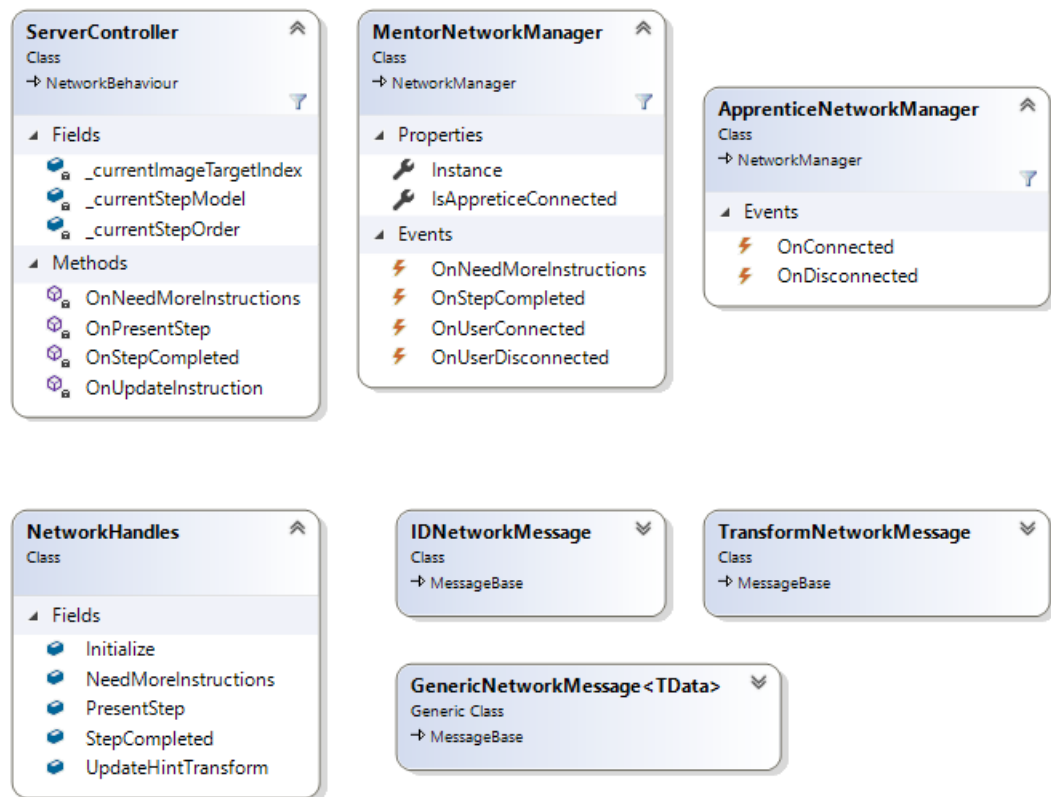 ServerController
Class
NetworkBehaviour
Fields
_currentImageTargetIndex
_currentStepModel
_currentStepOrder
Methods
OnNeedMoreInstructions
OnPresentStep
OnStepCompleted
OnUpdateInstruction
MentorNetworkManager
Class
NetworkManager
Properties
Instance
IsAppreticeConnected
Events
OnNeedMoreInstructions
OnStepCompleted
OnUserConnected
OnUserDisconnected
ApprenticeNetworkManager
Class
NetworkManager
Events
OnConnected
OnDisconnected
NetworkHandles
Class
Fields
Initialize
NeedMoreInstructions
PresentStep
StepCompleted
UpdateHintTransform
IDNetworkMessage
Class
MessageBase
TransformNetworkMessage
Class
MessageBase
GenericNetworkMessage<TData>
Generic Class
MessageBase